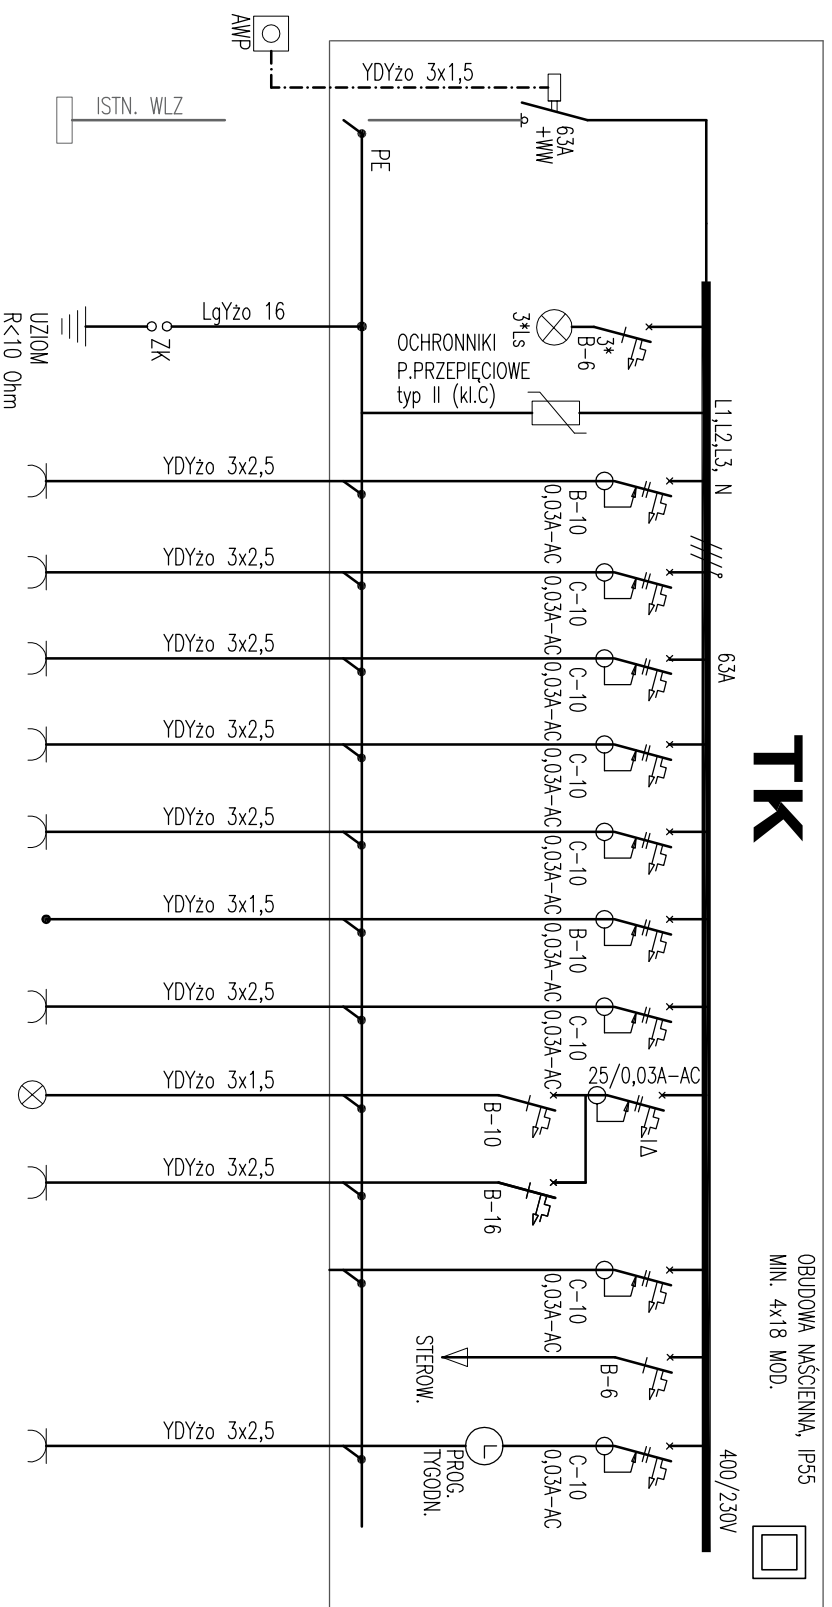 TK
OBUDOWA NAŚCIENNA, IP55
MIN. 4x18 MOD.
L1,L2,L3, N
63A
400/230V
AWP
YDYżo 3x1,5
63A
+WW
ISTN. WLZ
PE
3*
B-6
3*Ls
OCHRONNIKI
P.PRZEPIĘCIOWE
typ II (kl.C)
LgYżo 16
ZK
UZIOM
R<10 Ohm
B-10
0,03A-AC
C-10
0,03A-AC
C-10
0,03A-AC
C-10
0,03A-AC
C-10
0,03A-AC
B-10
0,03A-AC
C-10
0,03A-AC
25/0,03A-AC
I∆
B-10
B-16
C-10
0,03A-AC
B-6
STEROW.
C-10
0,03A-AC
L
PROG.
TYGODN.
YDYżo 3x2,5
YDYżo 3x2,5
YDYżo 3x2,5
YDYżo 3x2,5
YDYżo 3x2,5
YDYżo 3x1,5
YDYżo 3x2,5
YDYżo 3x1,5
YDYżo 3x2,5
YDYżo 3x2,5